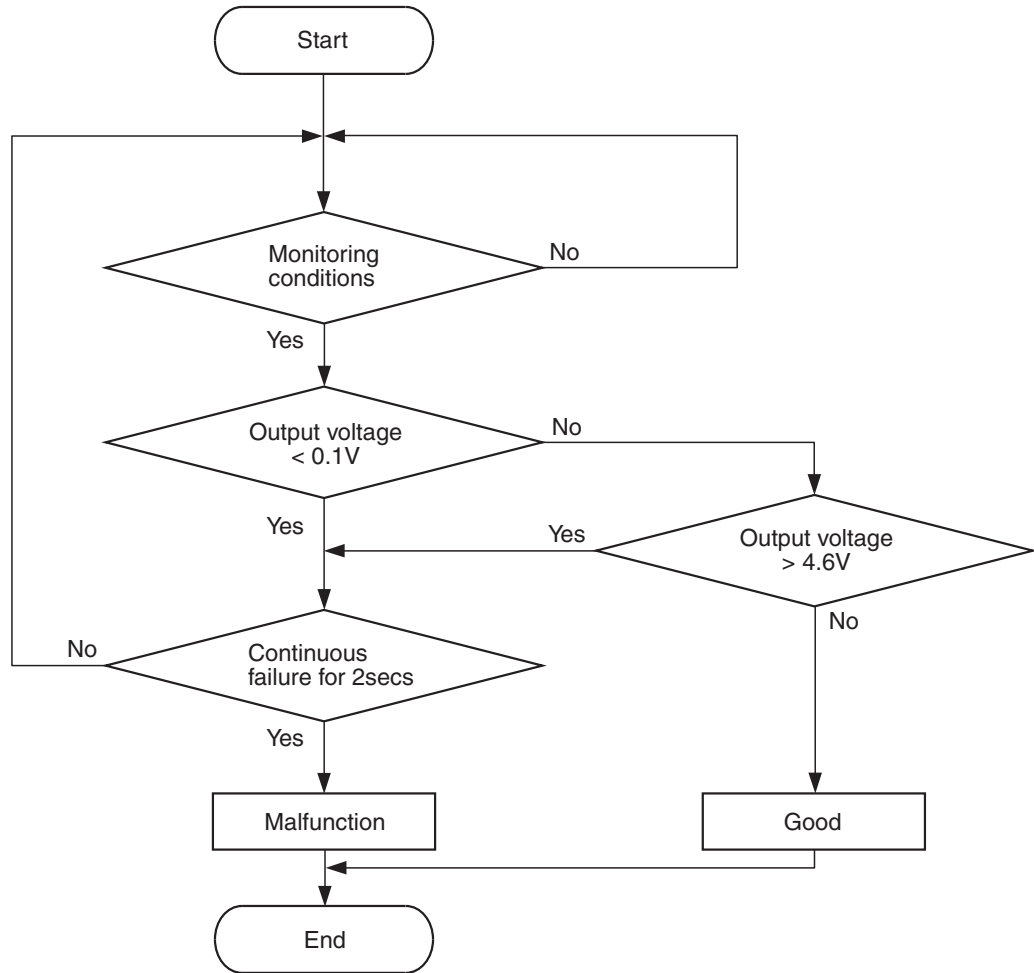 Start
Monitoring
conditions
No
Yes
Output voltage
< 0.1V
No
Yes
Yes
Output voltage
> 4.6V
No
No
Continuous
failure for 2secs
Yes
Malfunction
Good
End